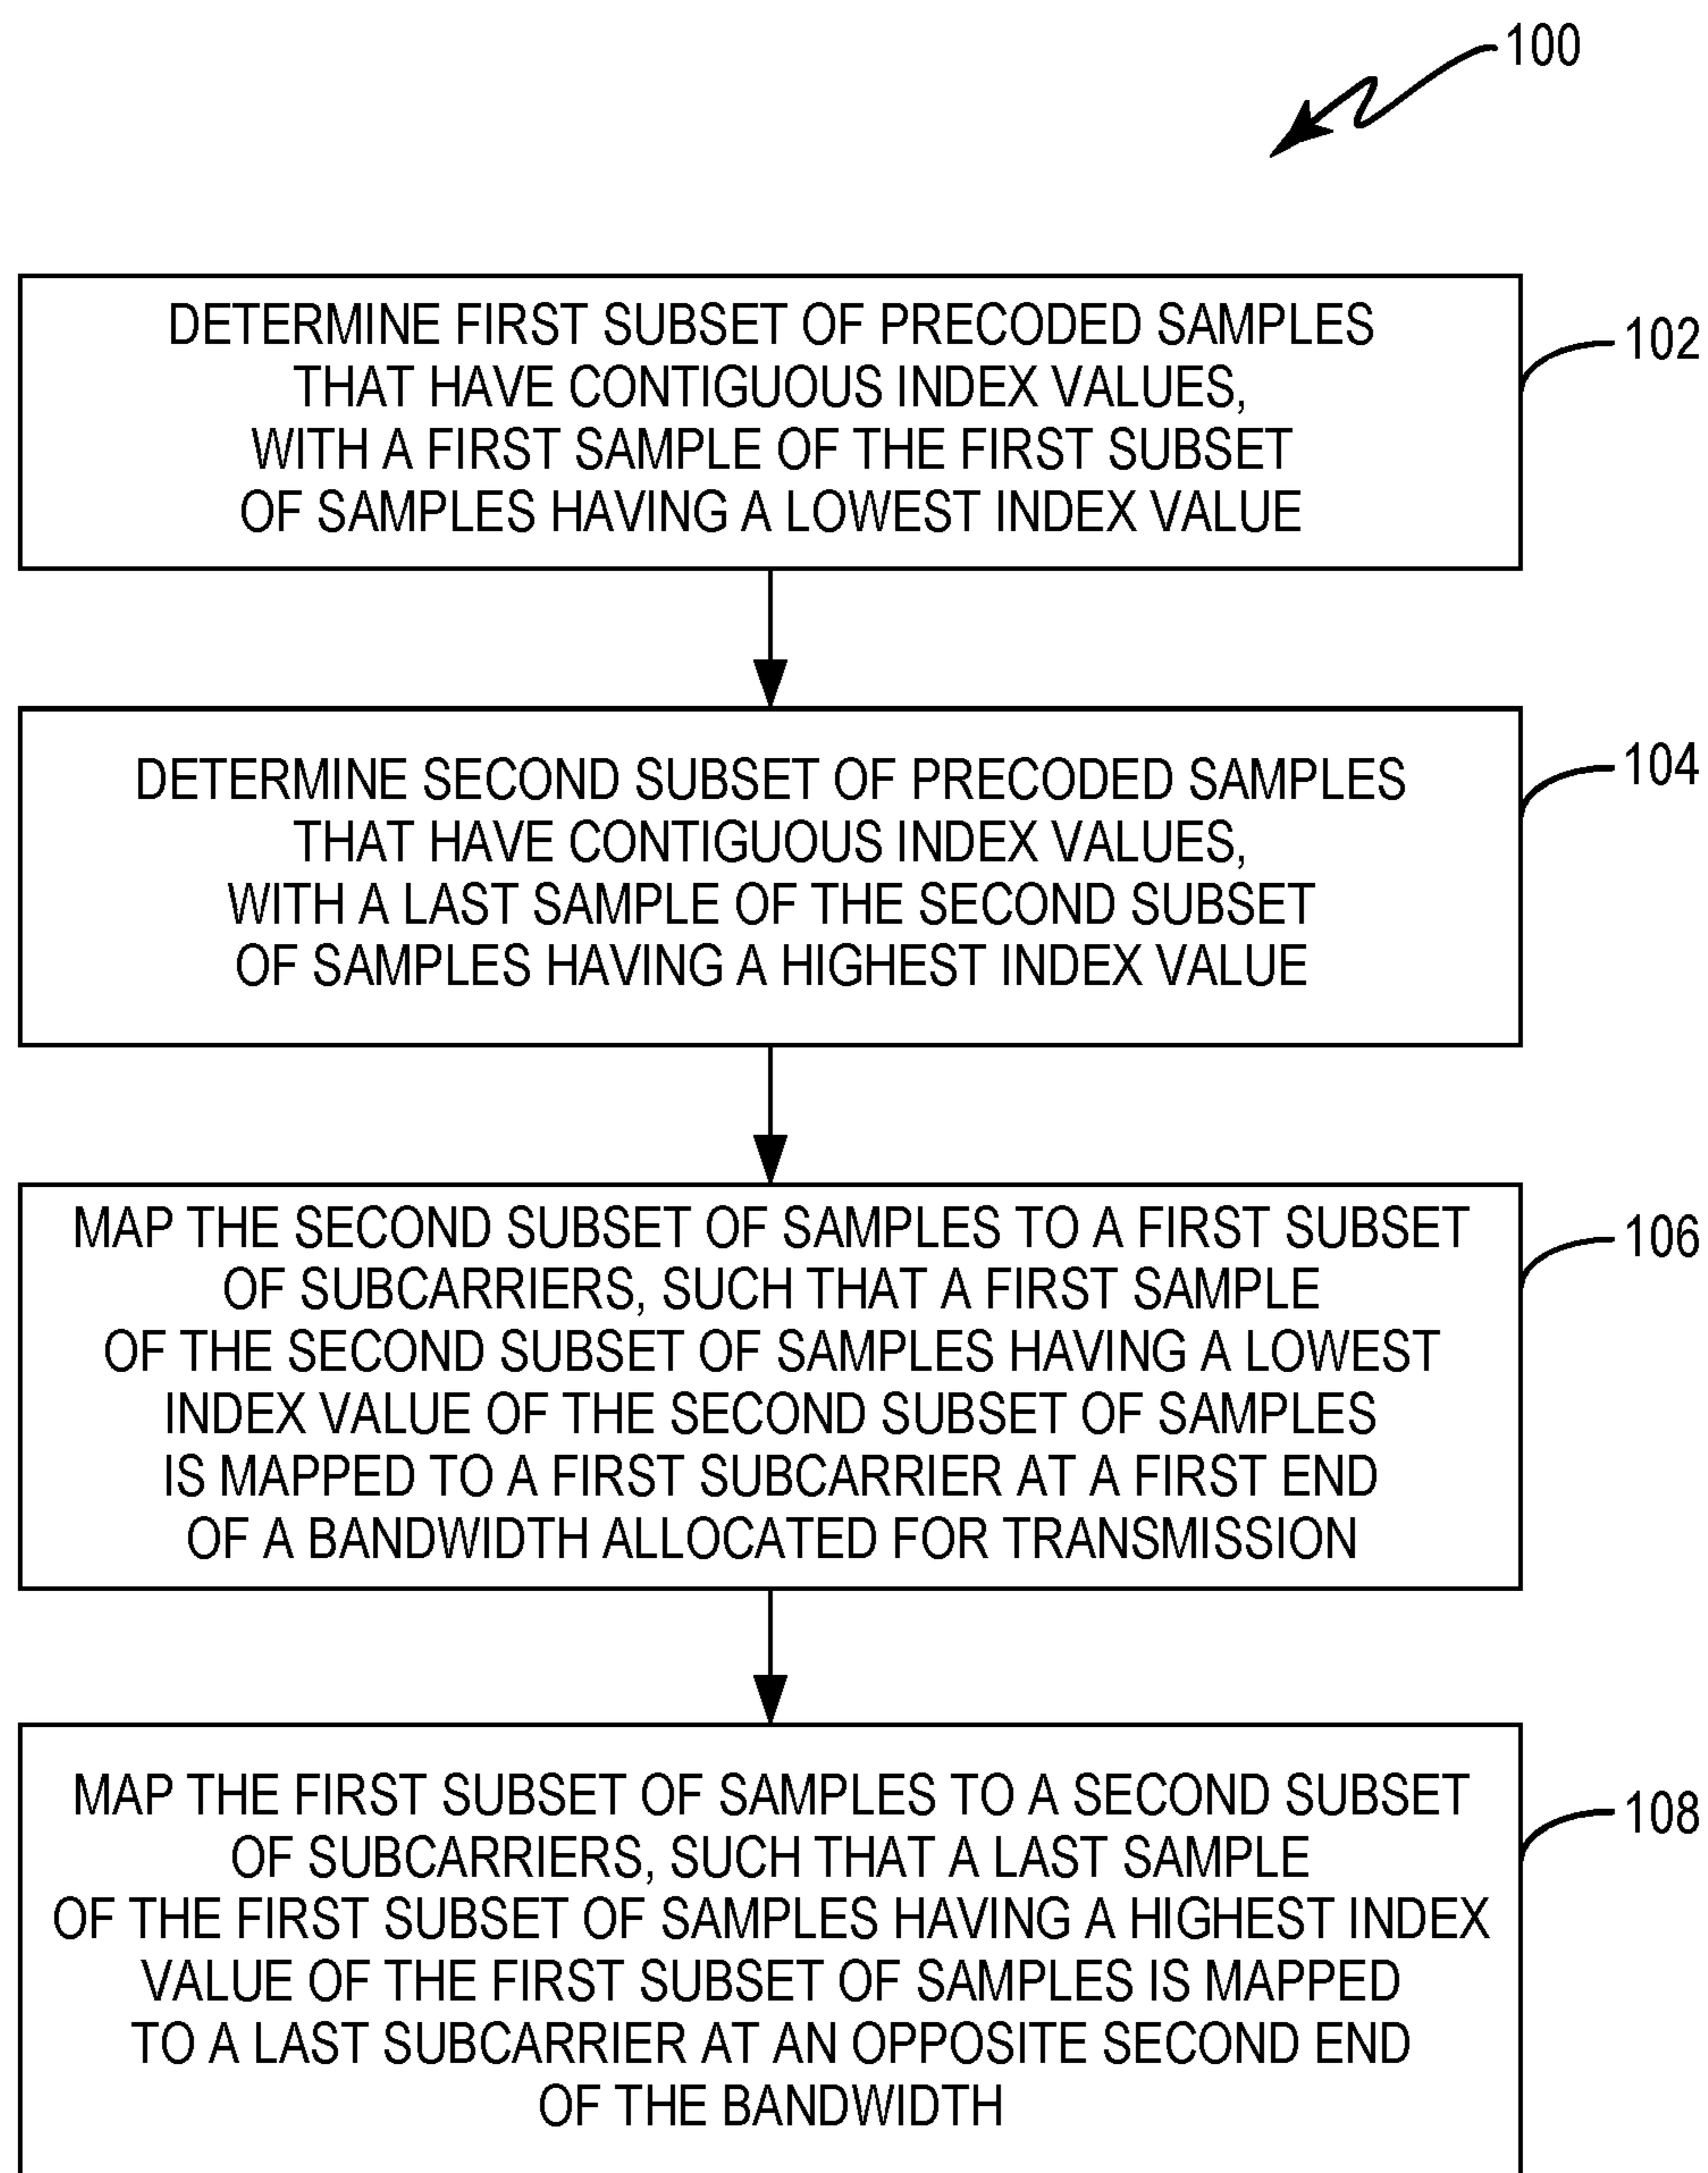 100
DETERMINE FIRST SUBSET OF PRECODED SAMPLES
THAT HAVE CONTIGUOUS INDEX VALUES,
WITH A FIRST SAMPLE OF THE FIRST SUBSET
OF SAMPLES HAVING A LOWEST INDEX VALUE
102
DETERMINE SECOND SUBSET OF PRECODED SAMPLES
THAT HAVE CONTIGUOUS INDEX VALUES,
WITH A LAST SAMPLE OF THE SECOND SUBSET
OF SAMPLES HAVING A HIGHEST INDEX VALUE
104
MAP THE SECOND SUBSET OF SAMPLES TO A FIRST SUBSET
OF SUBCARRIERS, SUCH THAT A FIRST SAMPLE
OF THE SECOND SUBSET OF SAMPLES HAVING A LOWEST
INDEX VALUE OF THE SECOND SUBSET OF SAMPLES
IS MAPPED TO A FIRST SUBCARRIER AT A FIRST END
OF A BANDWIDTH ALLOCATED FOR TRANSMISSION
106
MAP THE FIRST SUBSET OF SAMPLES TO A SECOND SUBSET
OF SUBCARRIERS, SUCH THAT A LAST SAMPLE
OF THE FIRST SUBSET OF SAMPLES HAVING A HIGHEST INDEX
VALUE OF THE FIRST SUBSET OF SAMPLES IS MAPPED
TO A LAST SUBCARRIER AT AN OPPOSITE SECOND END
OF THE BANDWIDTH
108